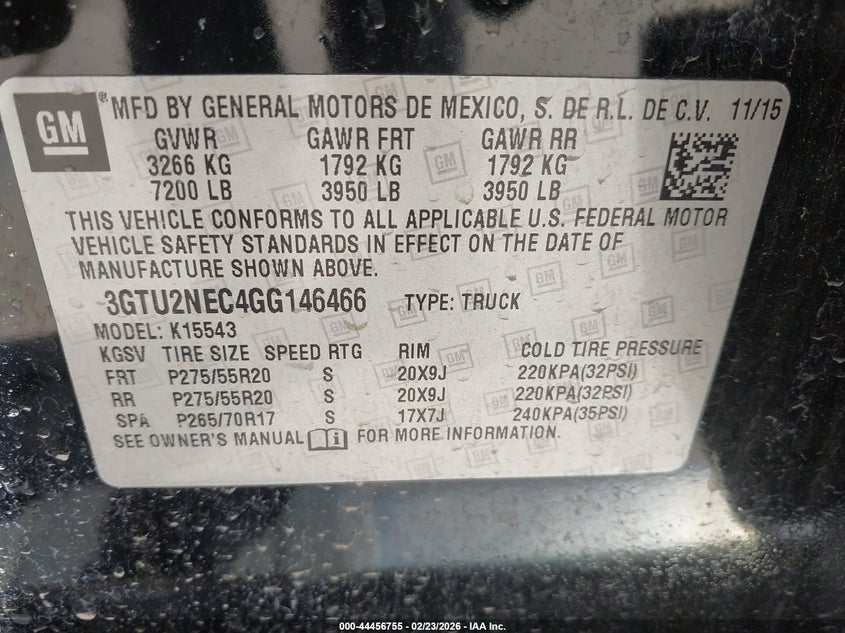 GM ® MFD BY GENERAL MOTORS DE MEXICO, S. DE R.L. DE C.V. 11/15
GVWR GAWR FRT GAWR RR
3266 KG 1792 KG 1792 KG
7200 LB 3950 LB 3950 LB
THIS VEHICLE CONFORMS TO ALL APPLICABLE U.S. FEDERAL MOTOR
VEHICLE SAFETY STANDARDS IN EFFECT ON THE DATE OF
MANUFACTURE SHOWN ABOVE.
3GTU2NEC4GG146466 TYPE: TRUCK
MODEL: K15543
KGSV TIRE SIZE SPEED RTG RIM COLD TIRE PRESSURE
FRT P275/55R20 S 20X9J 220KPA(32PSI)
RR P275/55R20 S 20X9J 220KPA(32PSI)
SPA P265/70R17 S 17X7J 240KPA(35PSI)
SEE OWNER'S MANUAL FOR MORE INFORMATION.
000-44456755 - 02/23/2026 - IAA Inc.